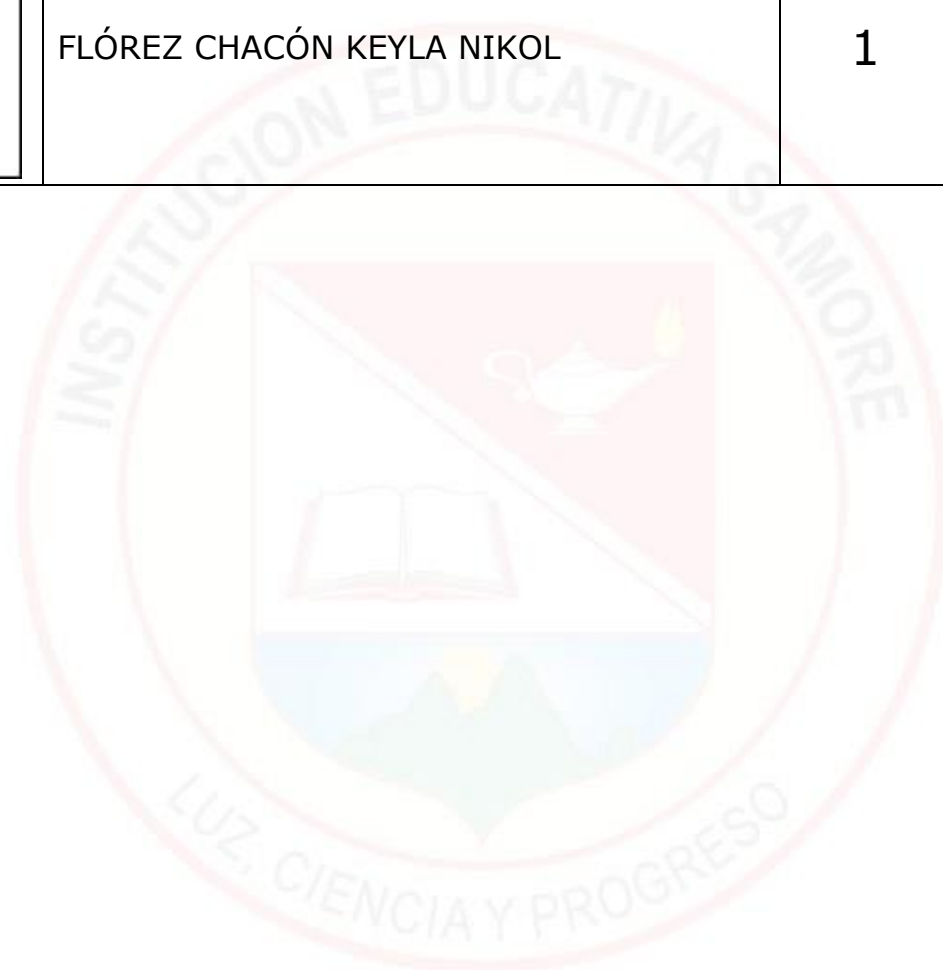 FLÓREZ CHACÓN KEYLA NIKOL 1
INSTITUCION EDUCATIVA SAMORE
LUZ, CIENCIA Y PROGRESO